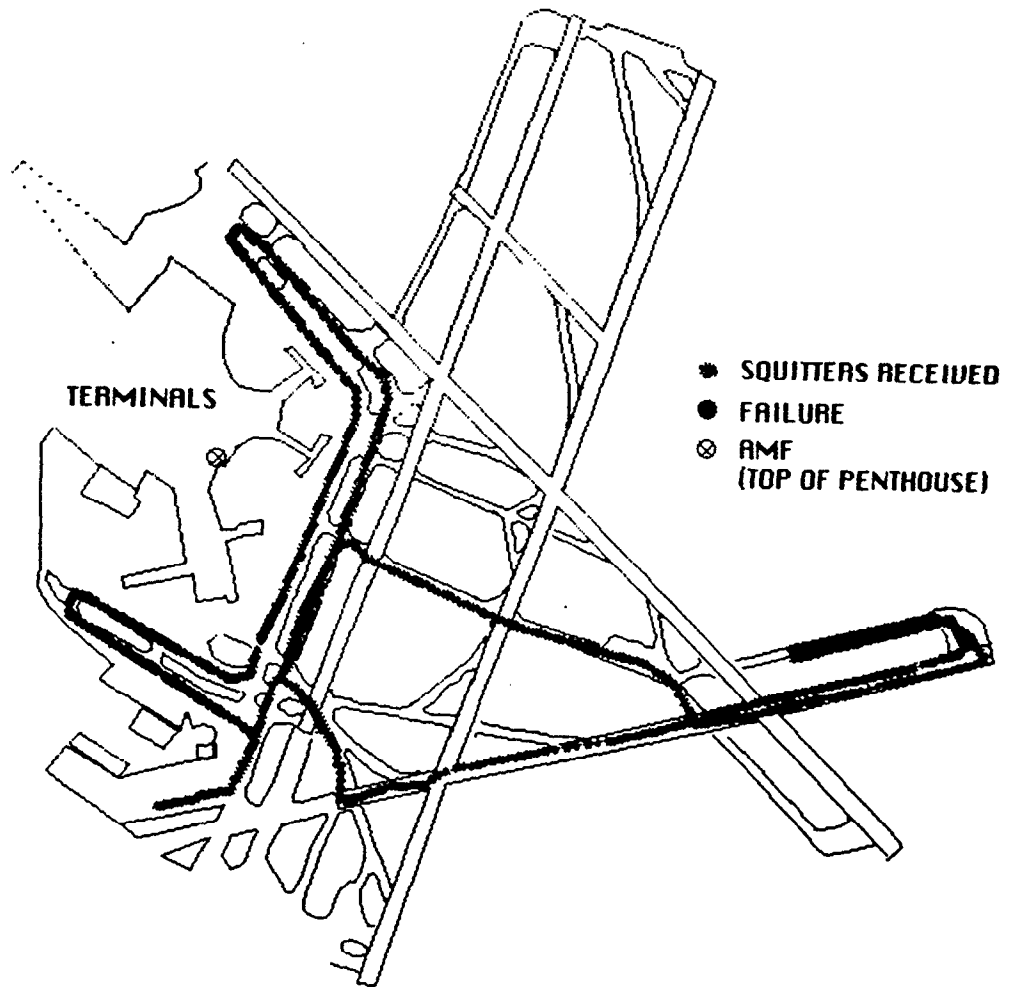 TERMINALS
SQUITTERS RECEIVED
FAILURE
AMF
(TOP OF PENTHOUSE)